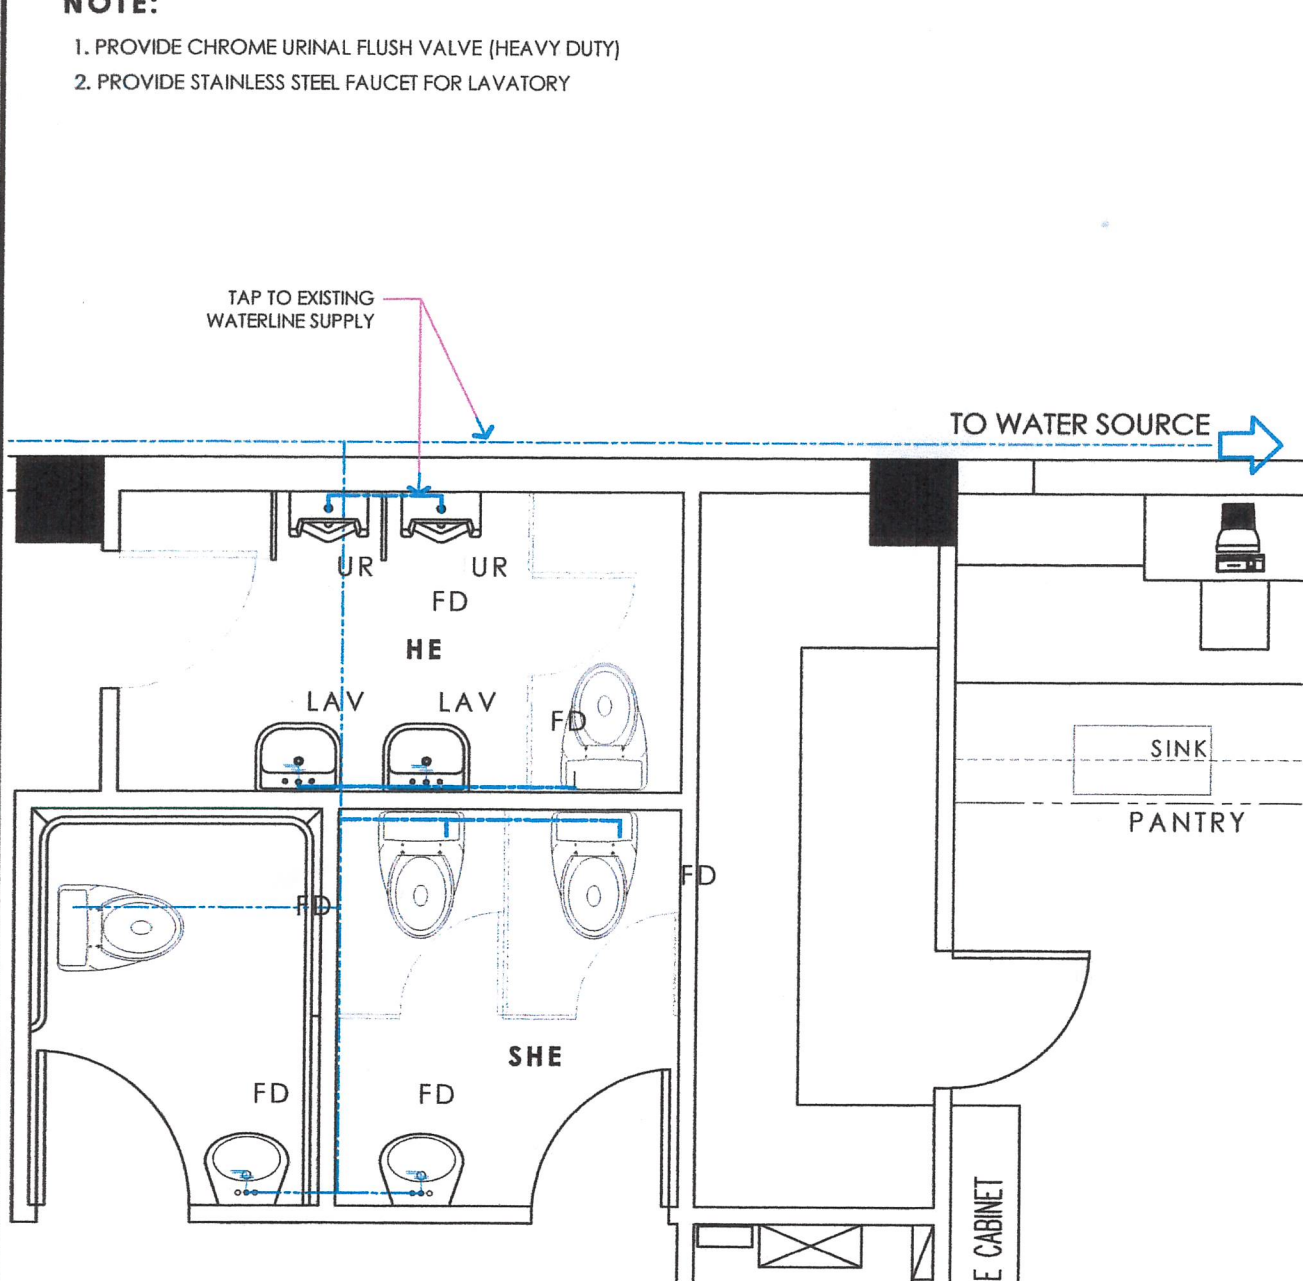 NOTE:
1. PROVIDE CHROME URINAL FLUSH VALVE (HEAVY DUTY)
2. PROVIDE STAINLESS STEEL FAUCET FOR LAVATORY
TAP TO EXISTING
WATERLINE SUPPLY
TO WATER SOURCE
UR
UR
FD
HE
LAV
LAV
FD
SINK
PANTRY
FD
FD
SHE
FD
FD
E CABINET